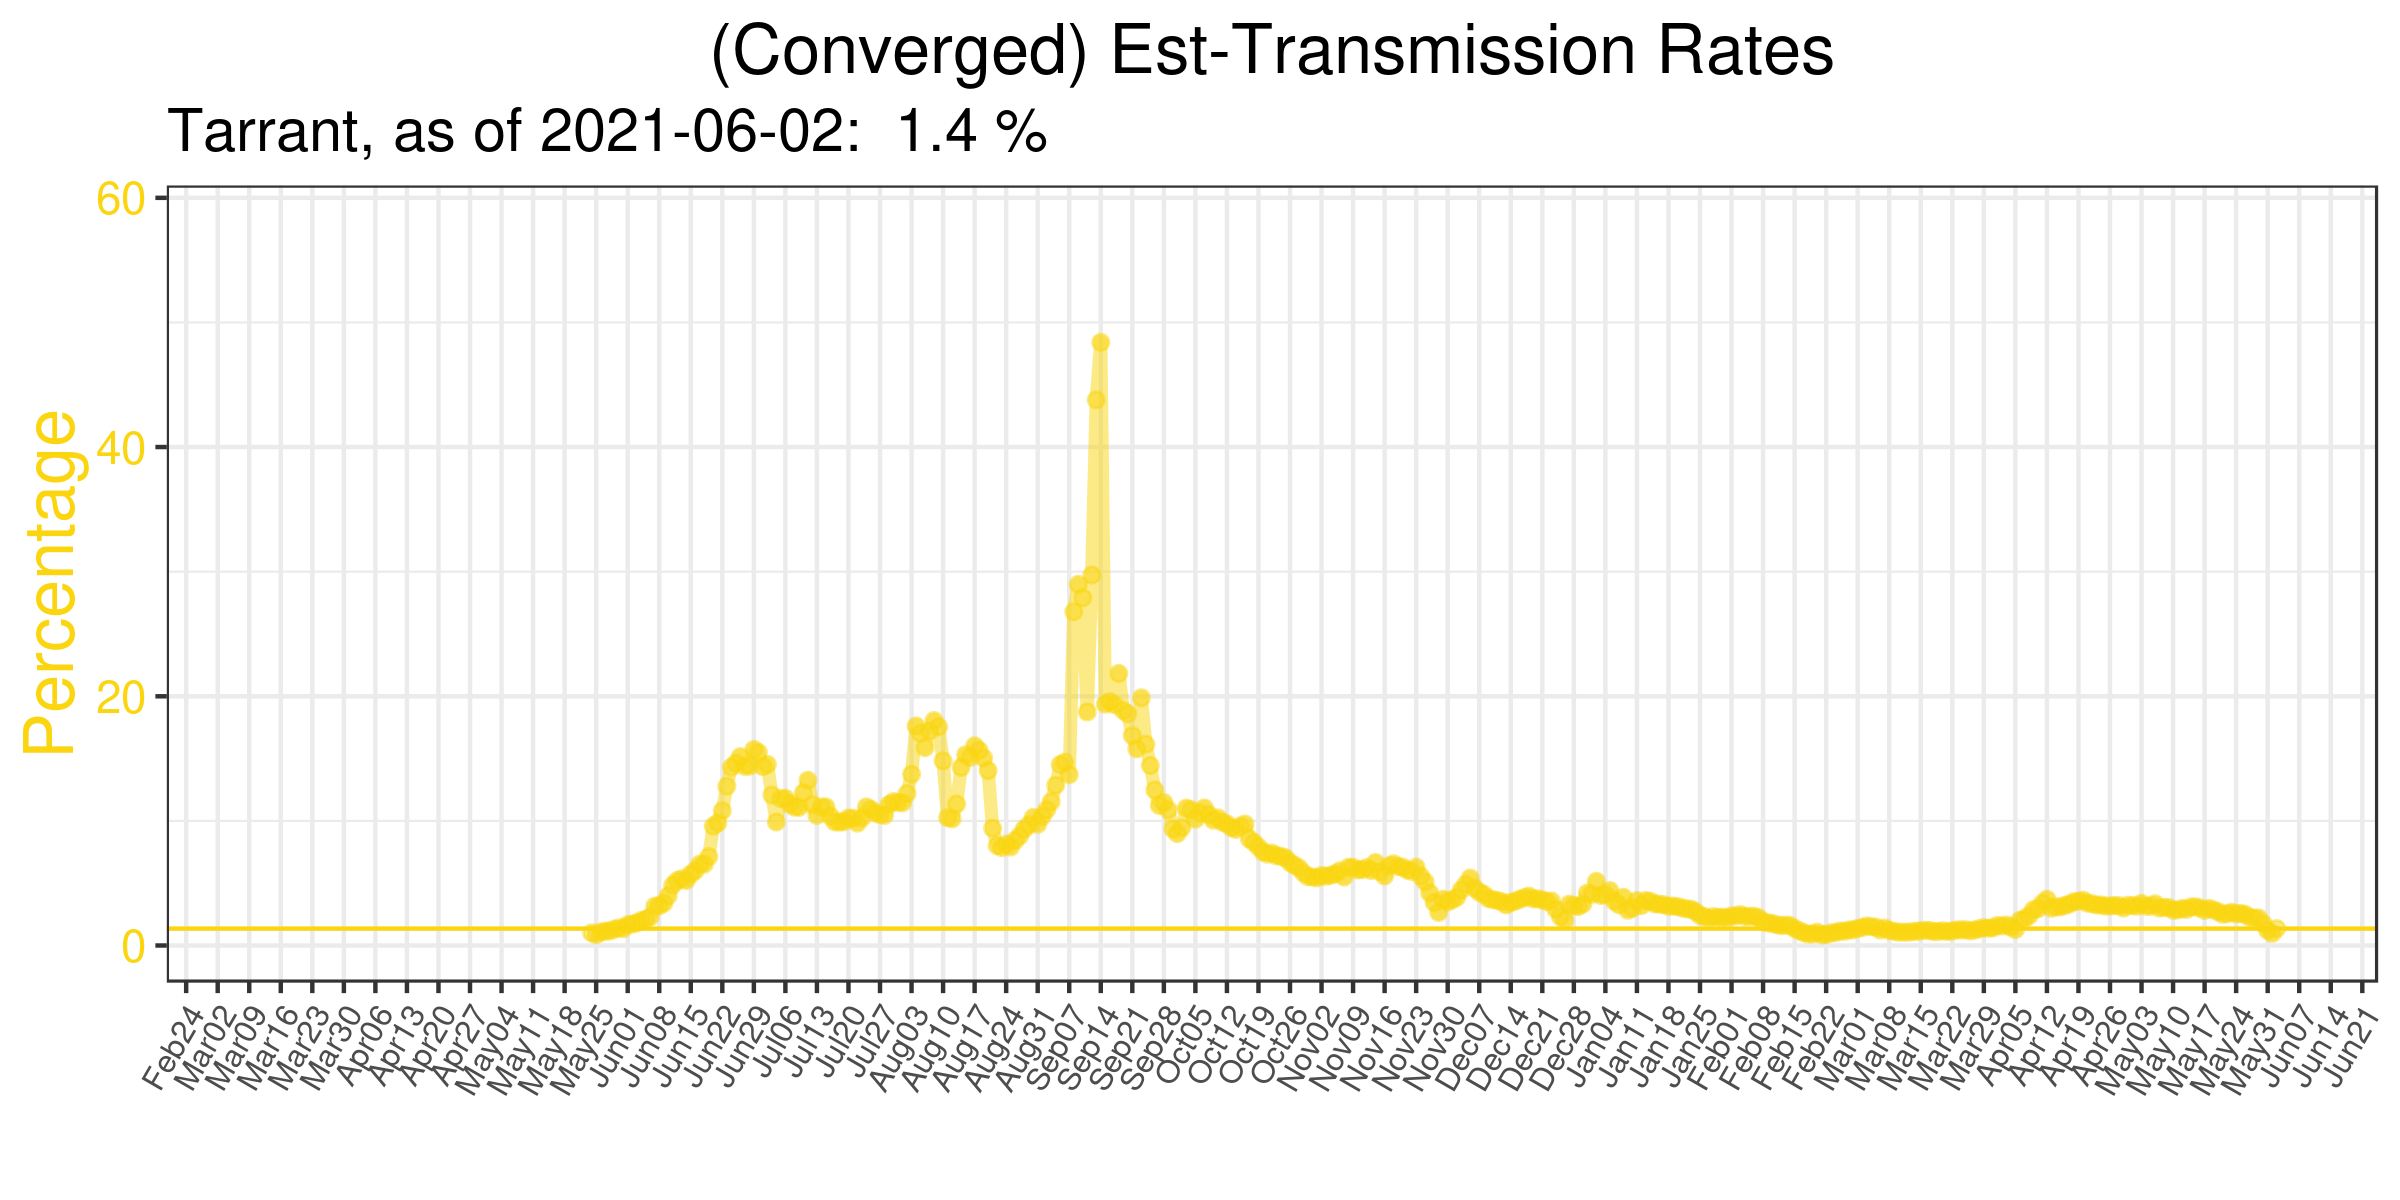 (Converged) Est-Transmission Rates
Tarrant, as of 2021-06-02:  1.4 %
Percentage
60
40
20
0
Feb24
Mar02
Mar09
Mar16
Mar23
Mar30
Apr06
Apr13
Apr20
Apr27
May04
May11
May18
May25
Jun01
Jun08
Jun15
Jun22
Jun29
Jul06
Jul13
Jul20
Jul27
Aug03
Aug10
Aug17
Aug24
Aug31
Sep07
Sep14
Sep21
Sep28
Oct05
Oct12
Oct19
Oct26
Nov02
Nov09
Nov16
Nov23
Nov30
Dec07
Dec14
Dec21
Dec28
Jan04
Jan11
Jan18
Jan25
Feb01
Feb08
Feb15
Feb22
Mar01
Mar08
Mar15
Mar22
Mar29
Apr05
Apr12
Apr19
Apr26
May03
May10
May17
May24
May31
Jun07
Jun14
Jun21